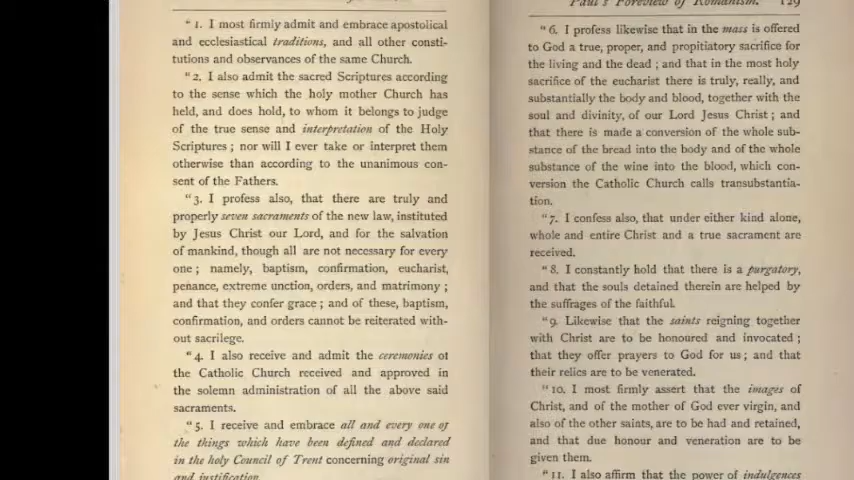 "1. I most firmly admit and embrace apostolical
and ecclesiastical traditions, and all other consti-
tutions and observances of the same Church.
"2. I also admit the sacred Scriptures according
to the sense which the holy mother Church has
held, and does hold, to whom it belongs to judge
of the true sense and interpretation of the Holy
Scriptures; nor will I ever take or interpret them
otherwise than according to the unanimous con-
sent of the Fathers.
"3. I profess also, that there are truly and
properly seven sacraments of the new law, instituted
by Jesus Christ our Lord, and for the salvation
of mankind, though all are not necessary for every
one; namely, baptism, confirmation, eucharist,
penance, extreme unction, orders, and matrimony;
and that they confer grace; and of these, baptism,
confirmation, and orders cannot be reiterated with-
out sacrilege.
"4. I also receive and admit the ceremonies of
the Catholic Church received and approved in
the solemn administration of all the above said
sacraments.
"5. I receive and embrace all and every one of
the things which have been defined and declared
in the holy Council of Trent concerning original sin
and justification.
Paul's Foreview of Romanism. 129
"6. I profess likewise that in the mass is offered
to God a true, proper, and propitiatory sacrifice for
the living and the dead; and that in the most holy
sacrifice of the eucharist there is truly, really, and
substantially the body and blood, together with the
soul and divinity, of our Lord Jesus Christ; and
that there is made a conversion of the whole sub-
stance of the bread into the body and of the whole
substance of the wine into the blood, which con-
version the Catholic Church calls transubstantia-
tion.
"7. I confess also, that under either kind alone,
whole and entire Christ and a true sacrament are
received.
"8. I constantly hold that there is a purgatory,
and that the souls detained therein are helped by
the suffrages of the faithful.
"9. Likewise that the saints reigning together
with Christ are to be honoured and invocated;
that they offer prayers to God for us; and that
their relics are to be venerated.
"10. I most firmly assert that the images of
Christ, and of the mother of God ever virgin, and
also of the other saints, are to be had and retained,
and that due honour and veneration are to be
given them.
"11. I also affirm that the power of indulgences